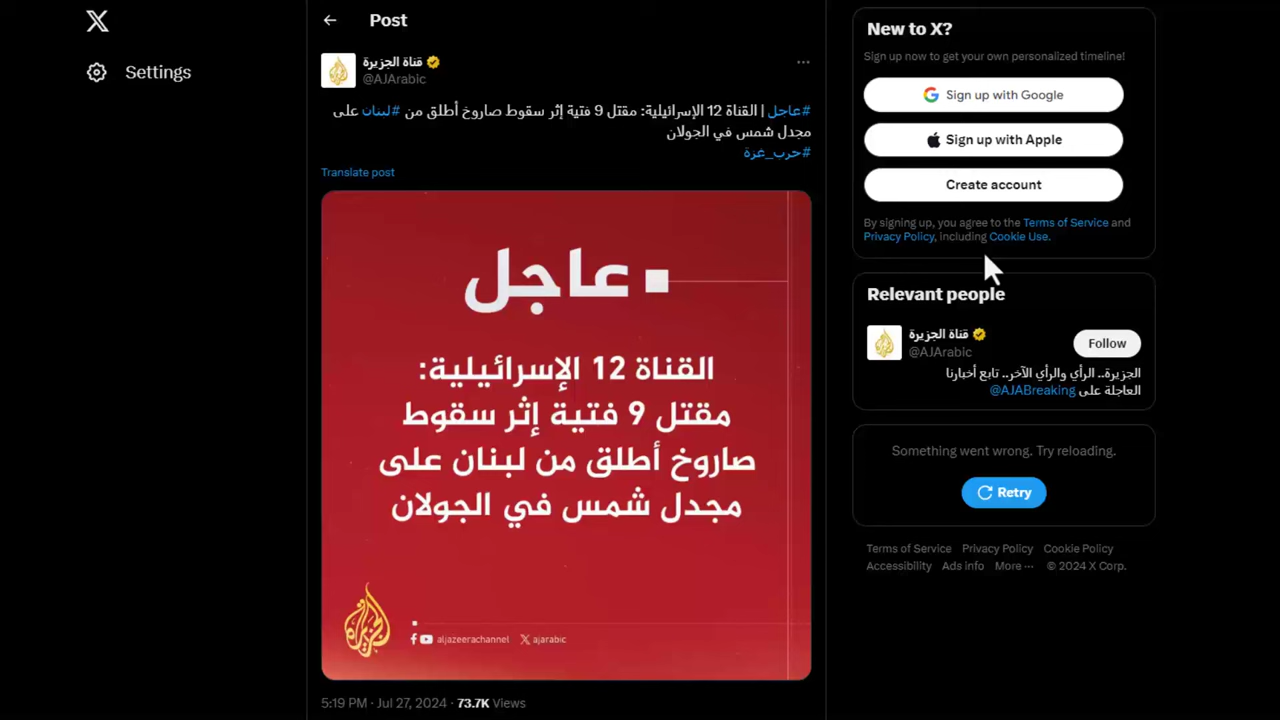 Settings
Post
قناة الجزيرة
@AJArabic
#عاجل | القناة 12 الإسرائيلية: مقتل 9 فتية إثر سقوط صاروخ أطلق من #لبنان على
مجدل شمس في الجولان
#حرب_غزة
Translate post
عاجل
القناة 12 الإسرائيلية:
مقتل 9 فتية إثر سقوط
صاروخ أطلق من لبنان على
مجدل شمس في الجولان
aljazeerachannel ajarabic
5:19 PM · Jul 27, 2024 · 73.7K Views
New to X?
Sign up now to get your own personalized timeline!
Sign up with Google
Sign up with Apple
Create account
By signing up, you agree to the Terms of Service and
Privacy Policy, including Cookie Use.
Relevant people
قناة الجزيرة
@AJArabic
Follow
الجزيرة.. الرأي والرأي الآخر.. تابع أخبارنا
العاجلة على @AJABreaking
Something went wrong. Try reloading.
Retry
Terms of Service Privacy Policy Cookie Policy
Accessibility Ads info More ··· © 2024 X Corp.